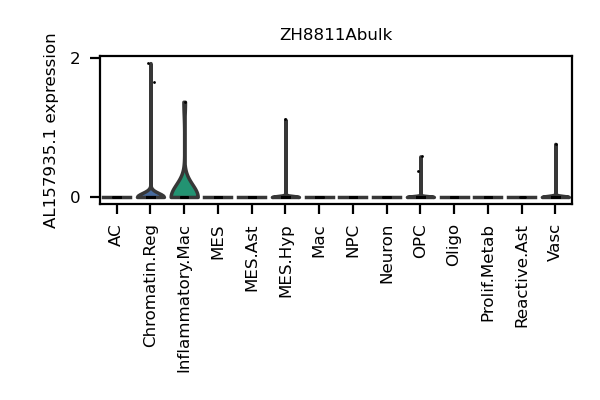 ZH8811Abulk
AL157935.1 expression
2
0
AC
Chromatin.Reg
Inflammatory.Mac
MES
MES.Ast
MES.Hyp
Mac
NPC
Neuron
OPC
Oligo
Prolif.Metab
Reactive.Ast
Vasc